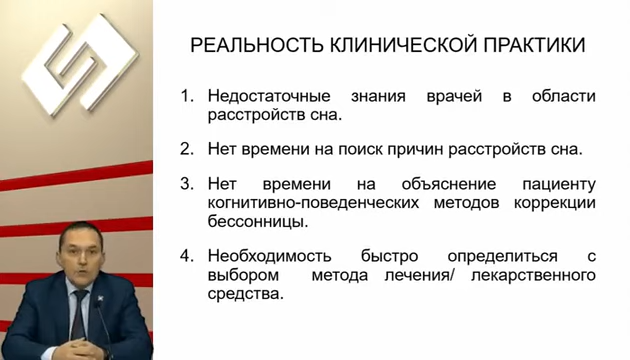 РЕАЛЬНОСТЬ КЛИНИЧЕСКОЙ ПРАКТИКИ
1. Недостаточные знания врачей в области
расстройств сна.
2. Нет времени на поиск причин расстройств сна.
3. Нет времени на объяснение пациенту
когнитивно-поведенческих методов коррекции
бессонницы.
4. Необходимость быстро определиться с
выбором метода лечения/ лекарственного
средства.